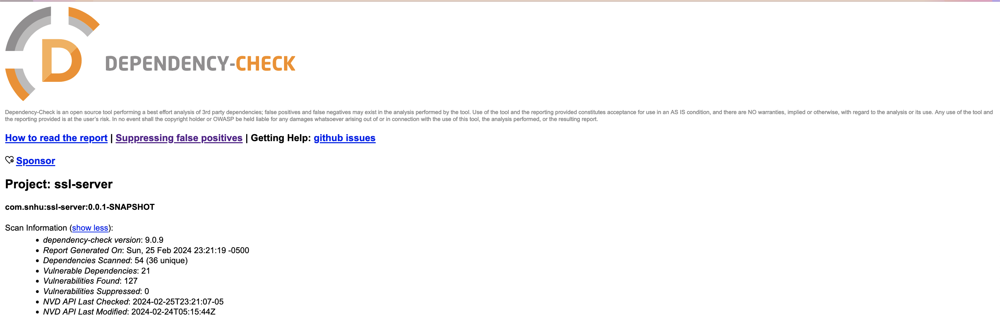 D
DEPENDENCY-CHECK
Dependency-Check is an open source tool performing a best effort analysis of 3rd party dependencies; false positives and false negatives may exist in the analysis performed by the tool. Use of the tool and the reporting provided constitutes acceptance for use in an AS IS condition, and there are NO warranties, implied or otherwise, with regard to the analysis or its use. Any use of the tool and
the reporting provided is at the user’s risk. In no event shall the copyright holder or OWASP be held liable for any damages whatsoever arising out of or in connection with the use of this tool, the analysis performed, or the resulting report.
How to read the report | Suppressing false positives | Getting Help: github issues
Sponsor
Project: ssl-server
com.snhu:ssl-server:0.0.1-SNAPSHOT
Scan Information (show less):
• dependency-check version: 9.0.9
• Report Generated On: Sun, 25 Feb 2024 23:21:19 -0500
• Dependencies Scanned: 54 (36 unique)
• Vulnerable Dependencies: 21
• Vulnerabilities Found: 127
• Vulnerabilities Suppressed: 0
• NVD API Last Checked: 2024-02-25T23:21:07-05
• NVD API Last Modified: 2024-02-24T05:15:44Z